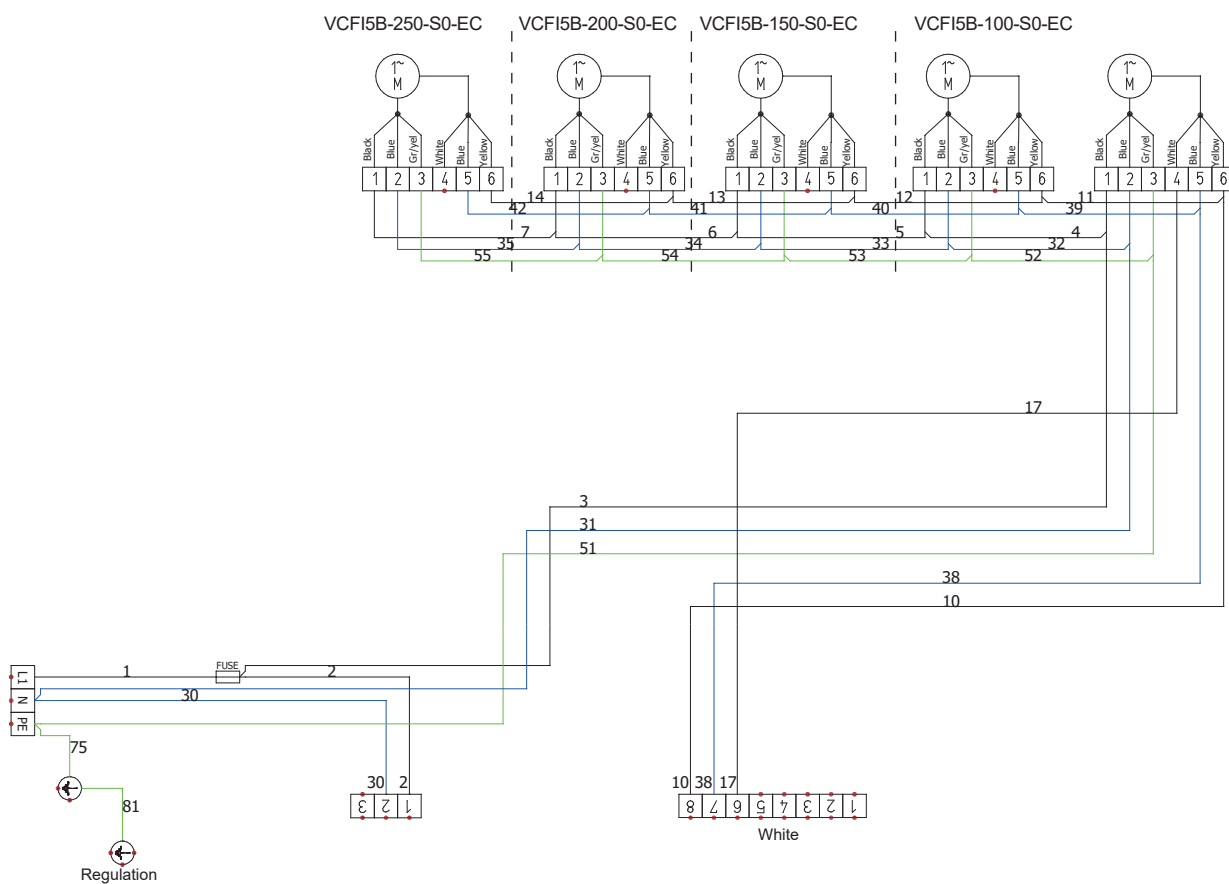 VCFI5B-250-S0-EC VCFI5B-200-S0-EC VCFI5B-150-S0-EC VCFI5B-100-S0-EC
1~ 1~ 1~ 1~ 1~
M M M M M
Black Blue Gr/yel White Blue Yellow Black Blue Gr/yel White Blue Yellow Black Blue Gr/yel White Blue Yellow Black Blue Gr/yel White Blue Yellow Black Blue Gr/yel White Blue Yellow
1 2 3 4 5 6 1 2 3 4 5 6 1 2 3 4 5 6 1 2 3 4 5 6 1 2 3 4 5 6
14 13 12 11
42 41 40 39
7 6 5 4
35 34 33 32
55 54 53 52
17
3
31
51
38
10
FUSE
L1 1 2
N 30
PE
75
30 2 10 38 17
81 3 2 1 8 7 6 5 4 3 2 1
White
Regulation